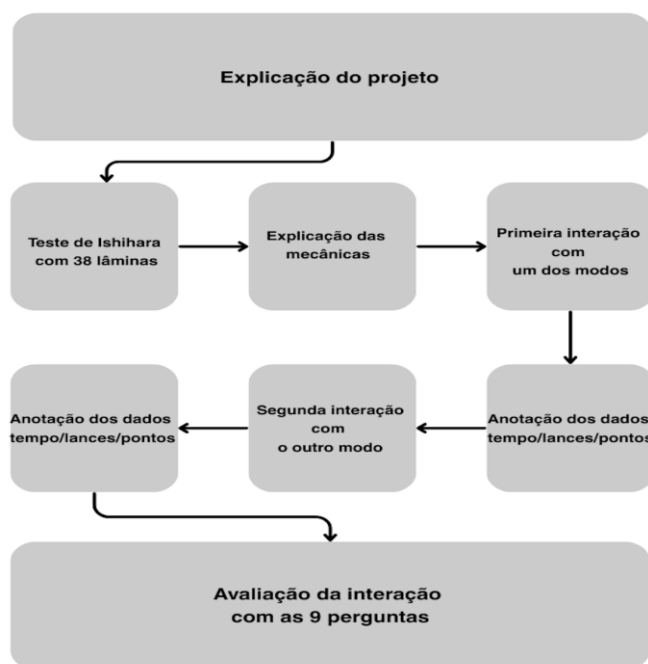 Explicação do projeto
Teste de Ishihara
com 38 lâminas
Explicação das
mecânicas
Primeira interação
com
um dos modos
Anotação dos dados
tempo/lances/pontos
Segunda interação
com
o outro modo
Anotação dos dados
tempo/lances/pontos
Avaliação da interação
com as 9 perguntas